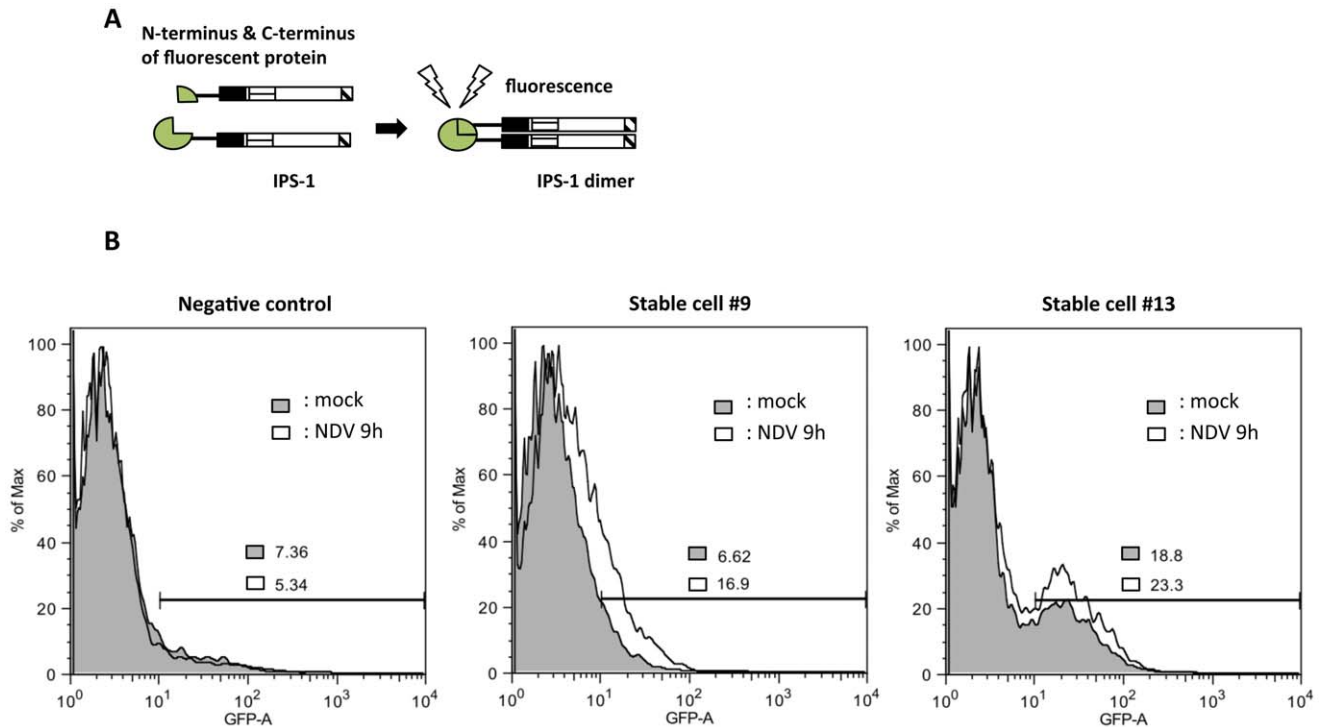 A
N-terminus & C-terminus
of fluorescent protein
fluorescence
IPS-1
IPS-1 dimer
B
Negative control
% of Max
100
80
60
40
20
0
: mock
: NDV 9h
7.36
5.34
10^0 10^1 10^2 10^3 10^4
GFP-A
Stable cell #9
% of Max
100
80
60
40
20
0
: mock
: NDV 9h
6.62
16.9
10^0 10^1 10^2 10^3 10^4
GFP-A
Stable cell #13
% of Max
100
80
60
40
20
0
: mock
: NDV 9h
18.8
23.3
10^0 10^1 10^2 10^3 10^4
GFP-A